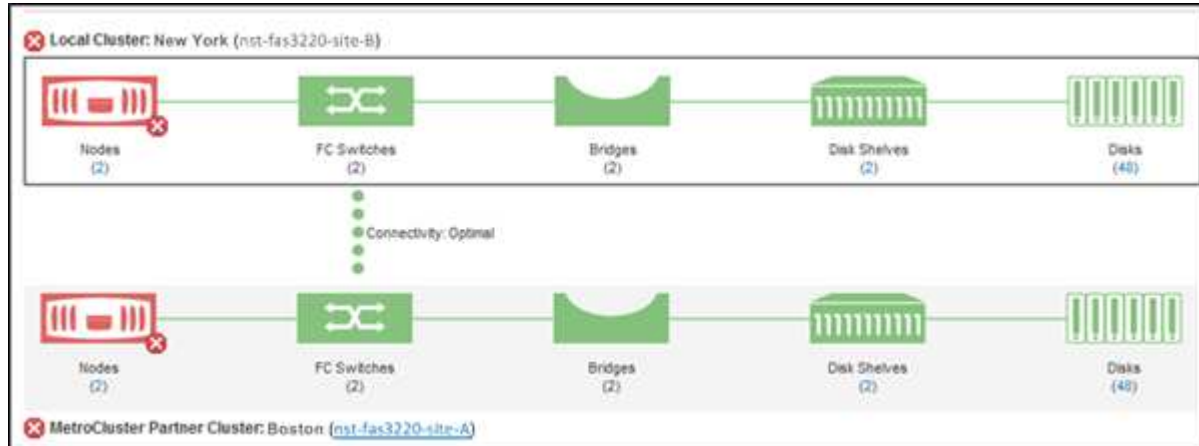 Local Cluster: New York (nst-fas3220-site-B)
Nodes FC Switches Bridges Disk Shelves Disks
(2) (2) (2) (2) (48)
Connectivity: Optimal
Nodes FC Switches Bridges Disk Shelves Disks
(2) (2) (2) (2) (48)
MetroCluster Partner Cluster: Boston (nst-fas3220-site-A)